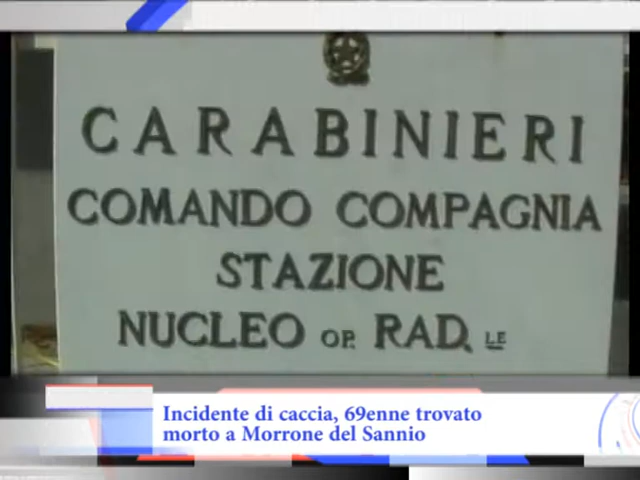 CARABINIERI
COMANDO COMPAGNIA
STAZIONE
NUCLEO OP. RAD. LE
Incidente di caccia, 69enne trovato
morto a Morrone del Sannio